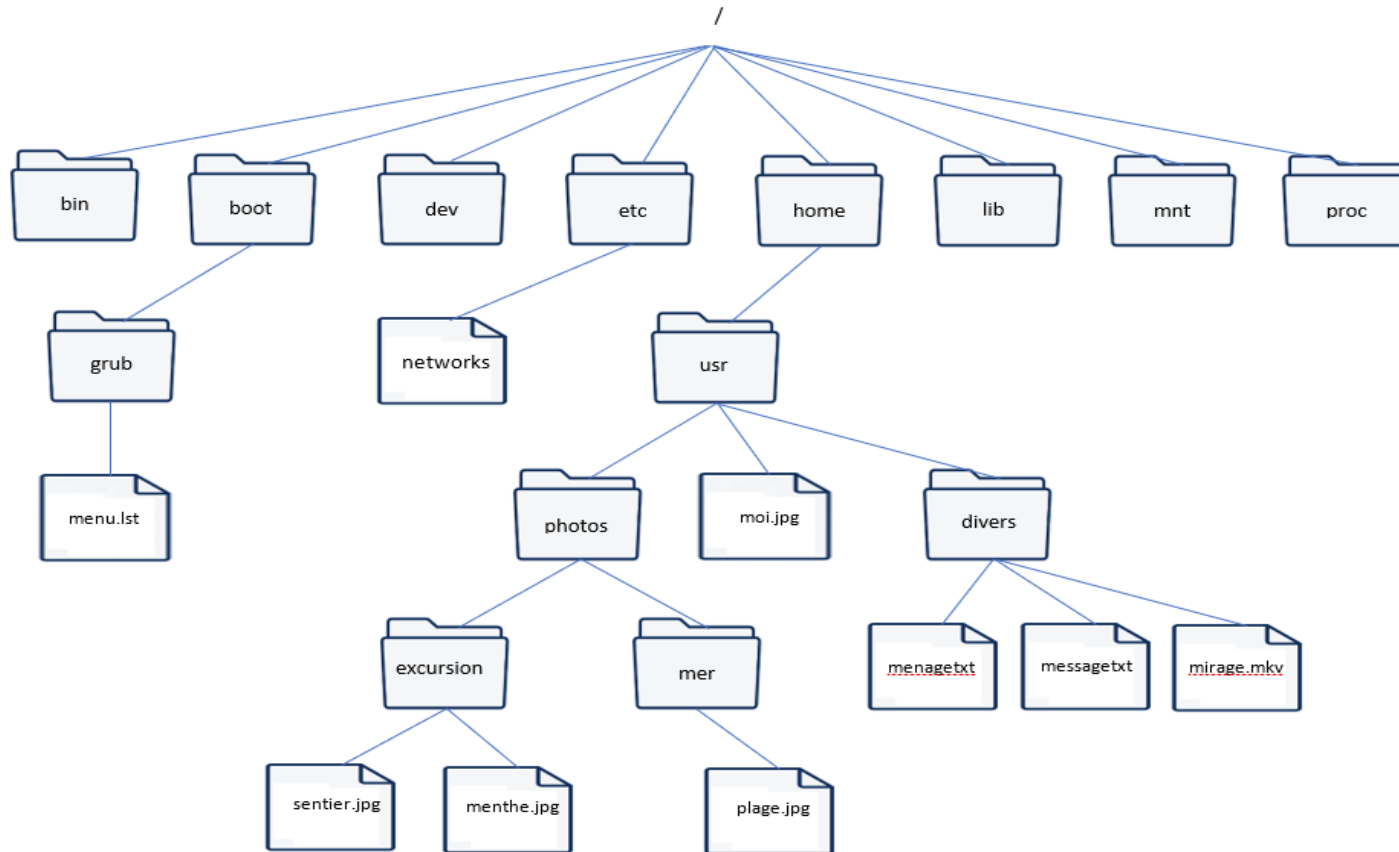 /
bin
boot
dev
etc
home
lib
mnt
proc
grub
networks
usr
menu.lst
photos
moi.jpg
divers
excursion
mer
menagetxt
messagetxt
mirage.mkv
sentier.jpg
menthe.jpg
plage.jpg